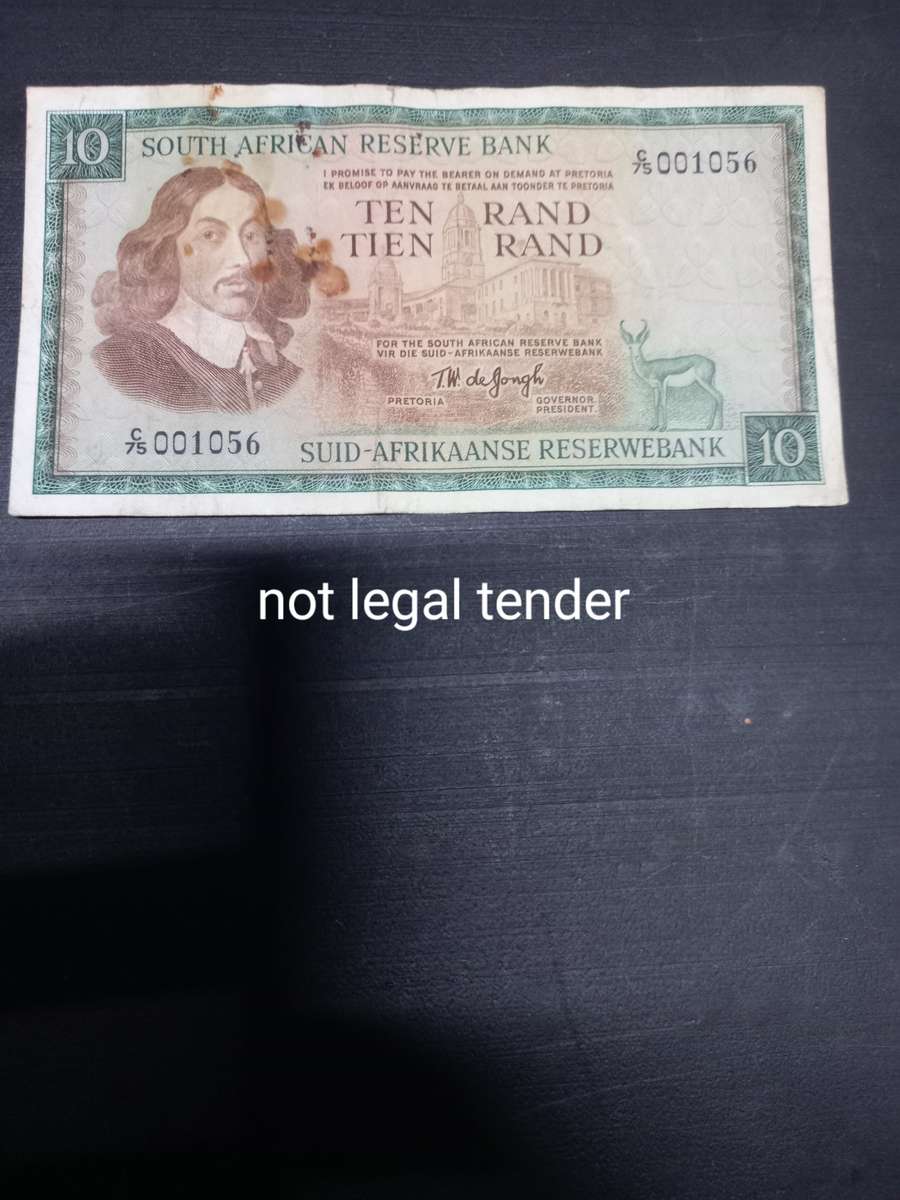 10
SOUTH AFRICAN RESERVE BANK
C/75 001056
I PROMISE TO PAY THE BEARER ON DEMAND AT PRETORIA
EK BELOOF OP AANVRAAG TE BETAAL AAN TOONDER TE PRETORIA
TEN RAND
TIEN RAND
FOR THE SOUTH AFRICAN RESERVE BANK
VIR DIE SUID-AFRIKAANSE RESERWEBANK
T.W. de Jongh
PRETORIA
GOVERNOR.
PRESIDENT.
C/75 001056
SUID-AFRIKAANSE RESERWEBANK
10
not legal tender